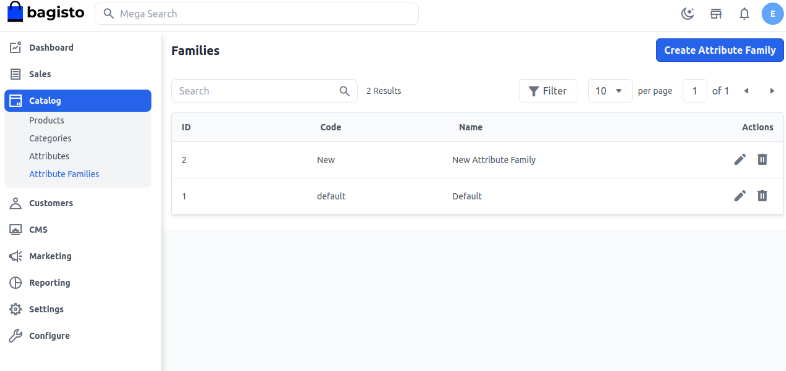 bagisto
Mega Search
E
Dashboard
Sales
Catalog
Products
Categories
Attributes
Attribute Families
Customers
CMS
Marketing
Reporting
Settings
Configure
Families
Create Attribute Family
Search
2 Results
Filter
10
per page
1
of 1
ID Code Name Actions
2 New New Attribute Family
1 default Default